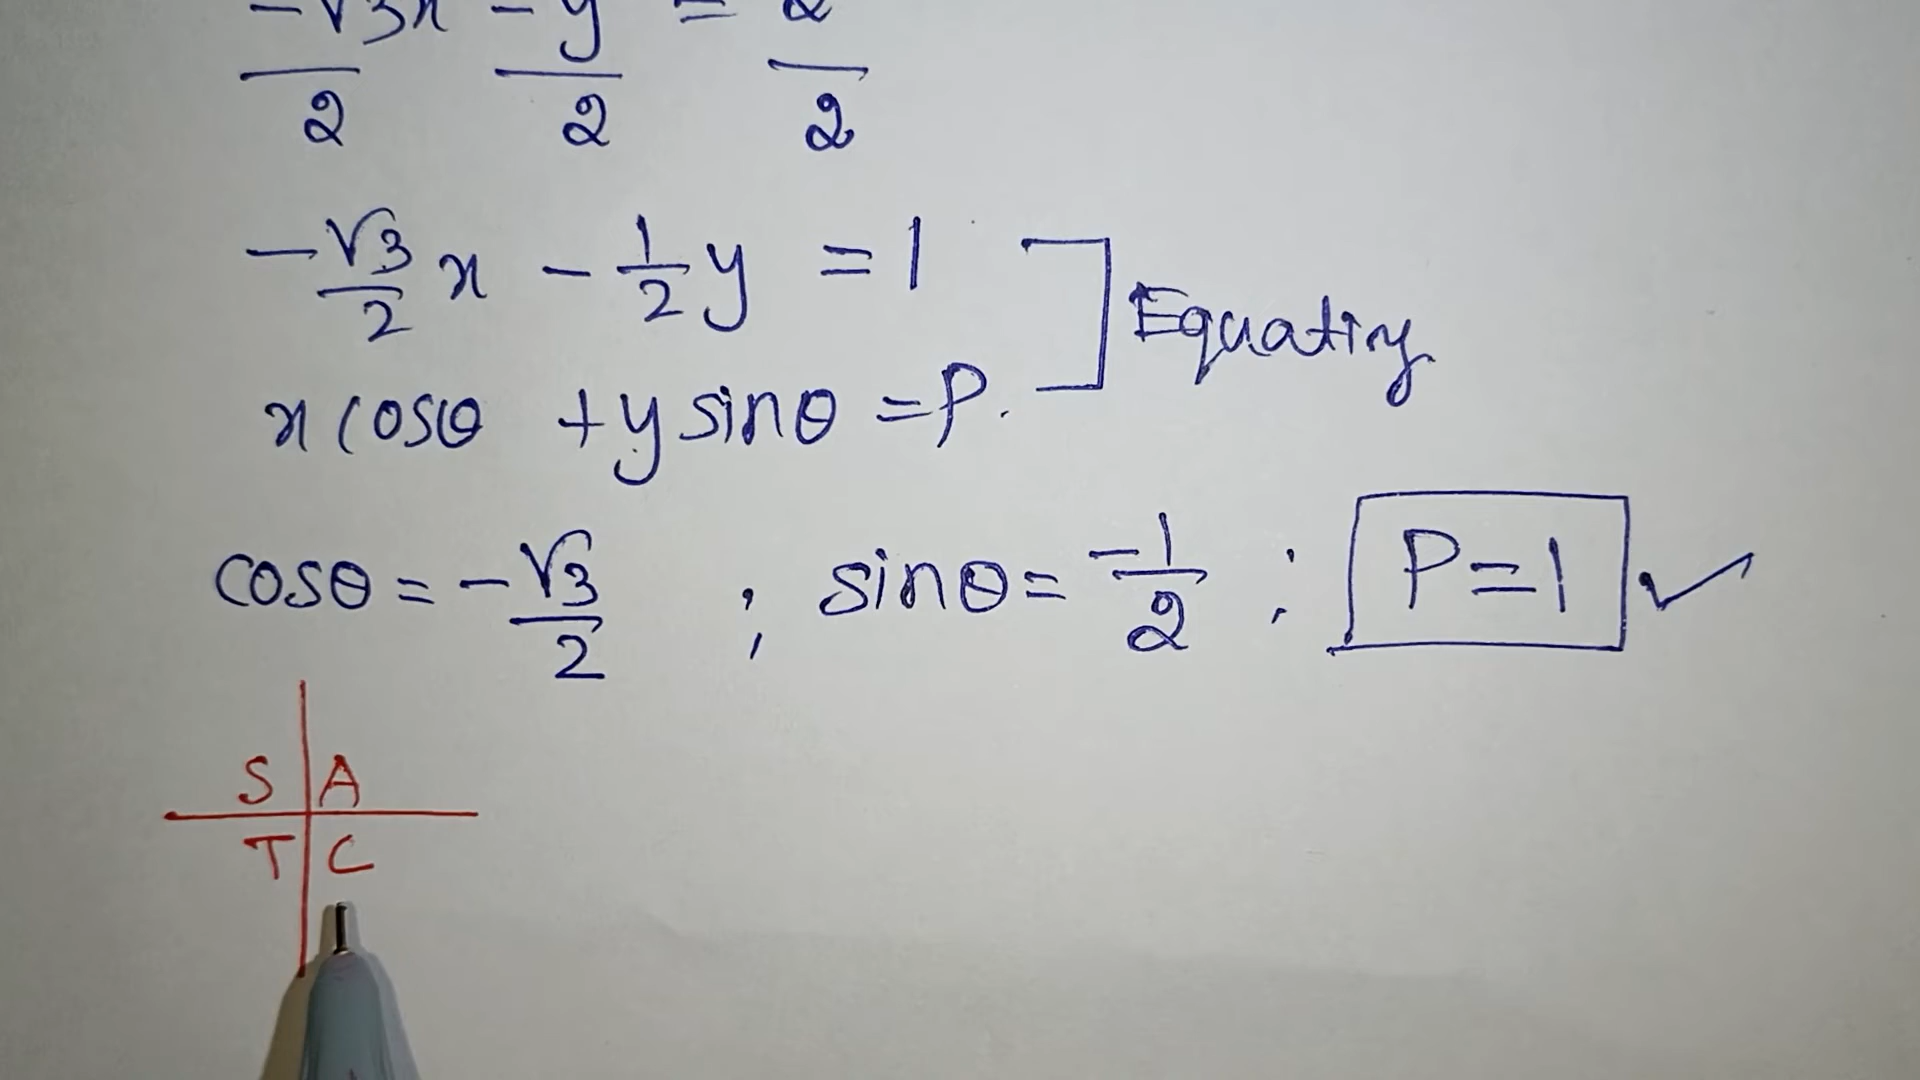 -√3x - y = 2
2 2 2
-√3/2 x - 1/2 y = 1
x cosθ + y sinθ = P.
Equating
cosθ = -√3/2 ; sinθ = -1/2 ; P=1 ✓
S A
T C